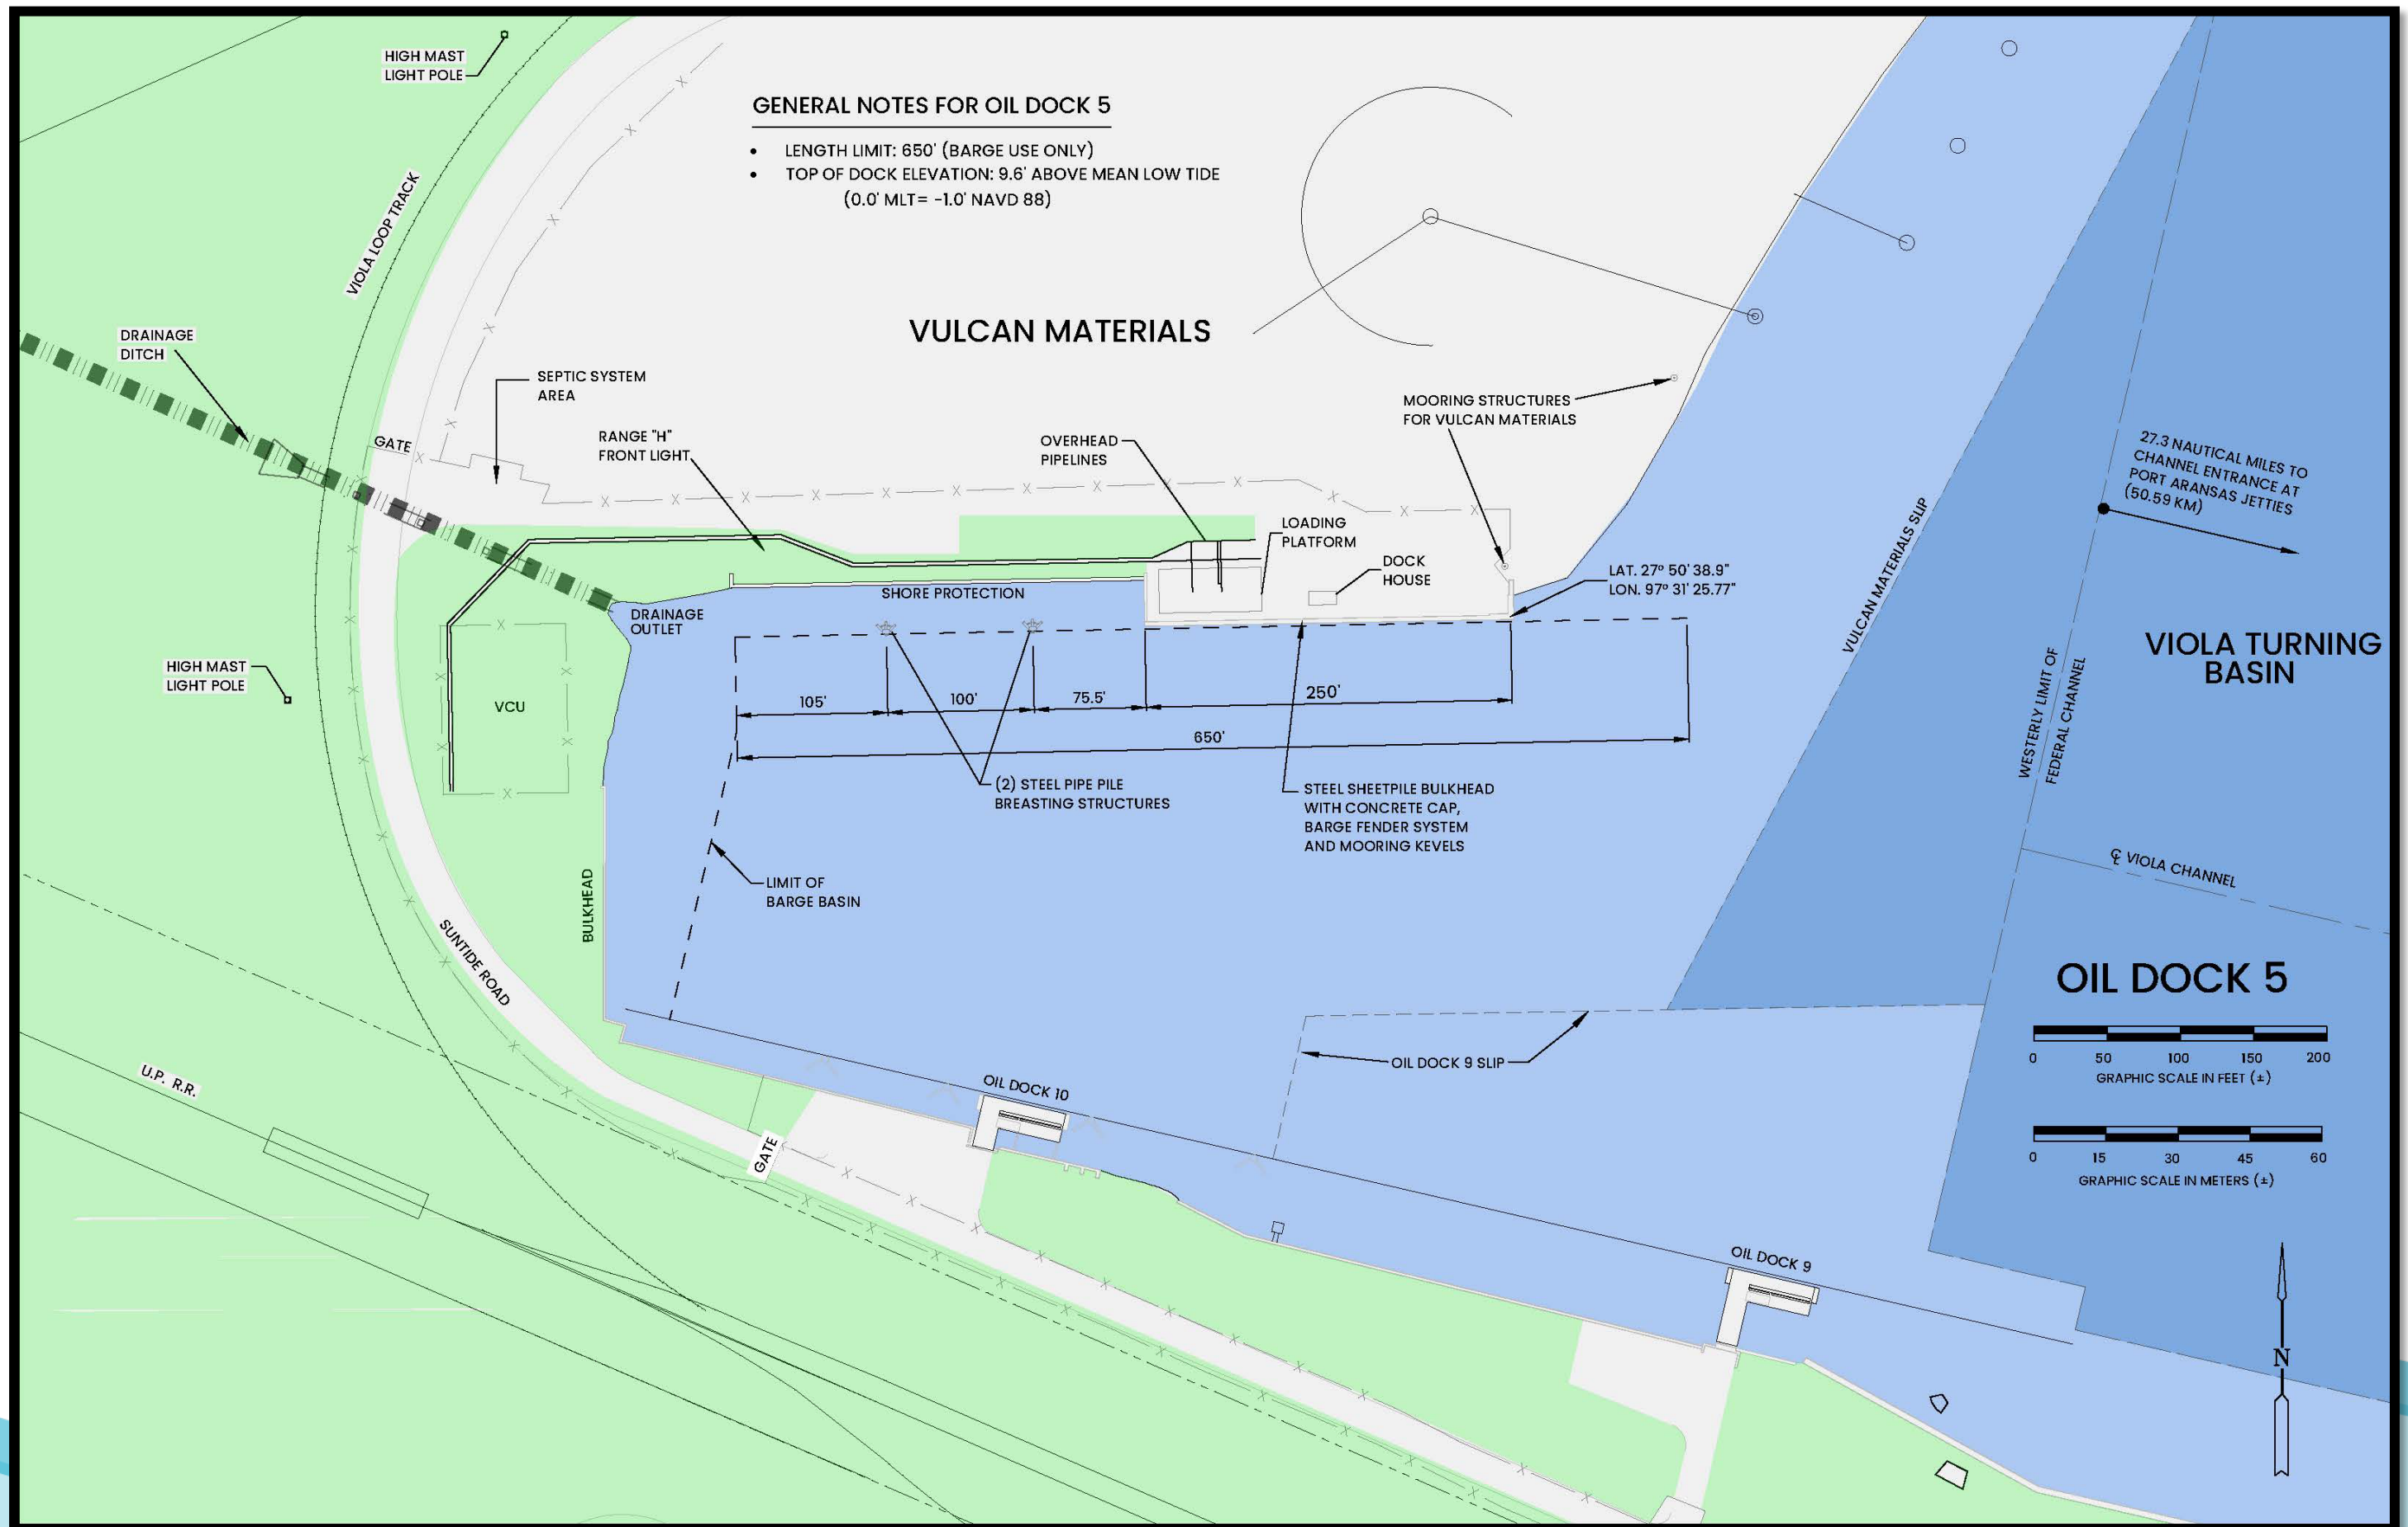 HIGH MAST
LIGHT POLE
GENERAL NOTES FOR OIL DOCK 5
• LENGTH LIMIT: 650' (BARGE USE ONLY)
• TOP OF DOCK ELEVATION: 9.6' ABOVE MEAN LOW TIDE
(0.0' MLT= -1.0' NAVD 88)
VIOLA LOOP TRACK
VULCAN MATERIALS
DRAINAGE
DITCH
SEPTIC SYSTEM
AREA
GATE
RANGE "H"
FRONT LIGHT
OVERHEAD
PIPELINES
MOORING STRUCTURES
FOR VULCAN MATERIALS
27.3 NAUTICAL MILES TO
CHANNEL ENTRANCE AT
PORT ARANSAS JETTIES
(50.59 KM)
LOADING
PLATFORM
DOCK
HOUSE
LAT. 27º 50' 38.9"
LON. 97º 31' 25.77"
VULCAN MATERIALS SLIP
SHORE PROTECTION
DRAINAGE
OUTLET
VIOLA TURNING
BASIN
HIGH MAST
LIGHT POLE
VCU
105'
100'
75.5'
250'
650'
WESTERLY LIMIT OF
FEDERAL CHANNEL
(2) STEEL PIPE PILE
BREASTING STRUCTURES
STEEL SHEETPILE BULKHEAD
WITH CONCRETE CAP,
BARGE FENDER SYSTEM
AND MOORING KEVELS
LIMIT OF
BARGE BASIN
BULKHEAD
℄ VIOLA CHANNEL
SUNTIDE ROAD
OIL DOCK 5
0 50 100 150 200
GRAPHIC SCALE IN FEET (±)
0 15 30 45 60
GRAPHIC SCALE IN METERS (±)
OIL DOCK 9 SLIP
U.P. R.R.
OIL DOCK 10
GATE
OIL DOCK 9
N